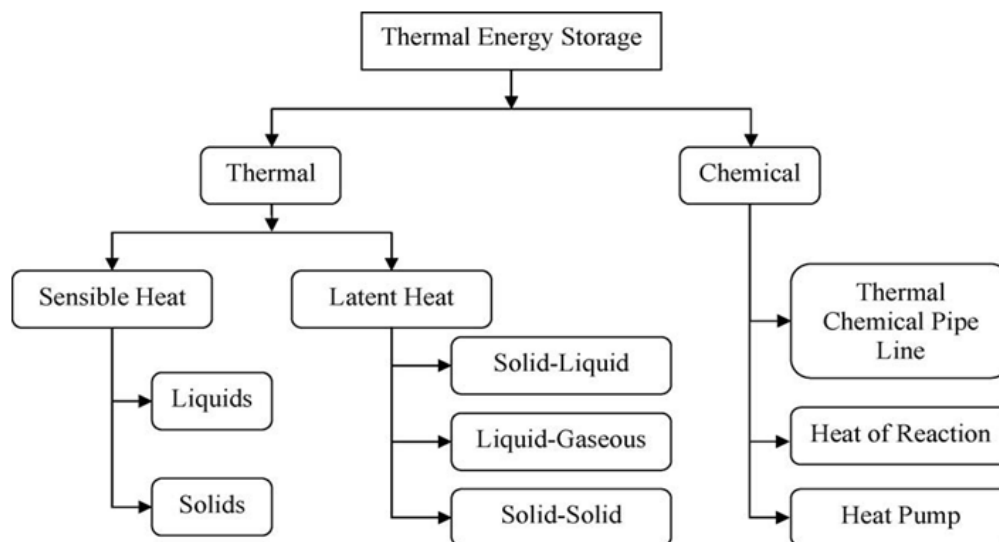 Thermal Energy Storage
Thermal
Chemical
Sensible Heat
Latent Heat
Thermal
Chemical Pipe
Line
Solid-Liquid
Liquids
Liquid-Gaseous
Heat of Reaction
Solids
Solid-Solid
Heat Pump